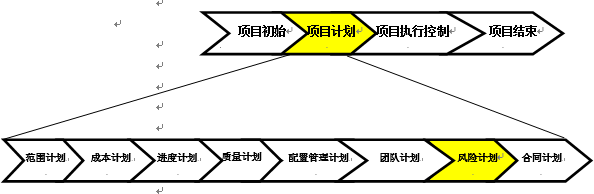 项目初始 项目计划 项目执行控制 项目结束
范围计划 成本计划 进度计划 质量计划 配置管理计划 团队计划 风险计划 合同计划